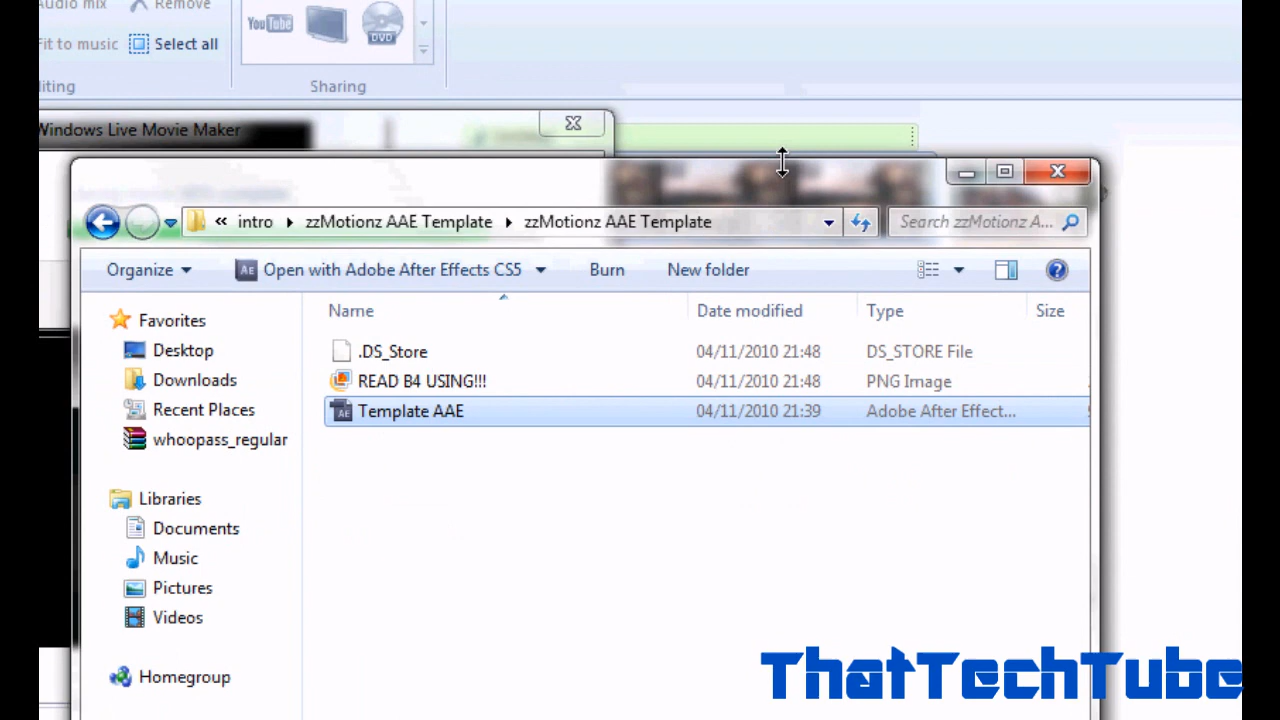 Audio mix Remove
Fit to music Select all
YouTube
DVD
Sharing
Windows Live Movie Maker
« intro zzMotionz AAE Template zzMotionz AAE Template
Search zzMotionz A...
Organize Open with Adobe After Effects CS5 Burn New folder
Name Date modified Type Size
Favorites
Desktop
Downloads
Recent Places
whoopass_regular
Libraries
Documents
Music
Pictures
Videos
Homegroup
.DS_Store 04/11/2010 21:48 DS_STORE File
READ B4 USING!!! 04/11/2010 21:48 PNG Image
AE Template AAE 04/11/2010 21:39 Adobe After Effect...
ThatTechTube